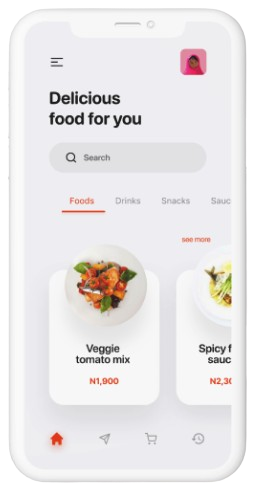 Delicious
food for you
Search
Foods Drinks Snacks Sauc
see more
Veggie
tomato mix
N1,900
Spicy f
sauc
N2,3